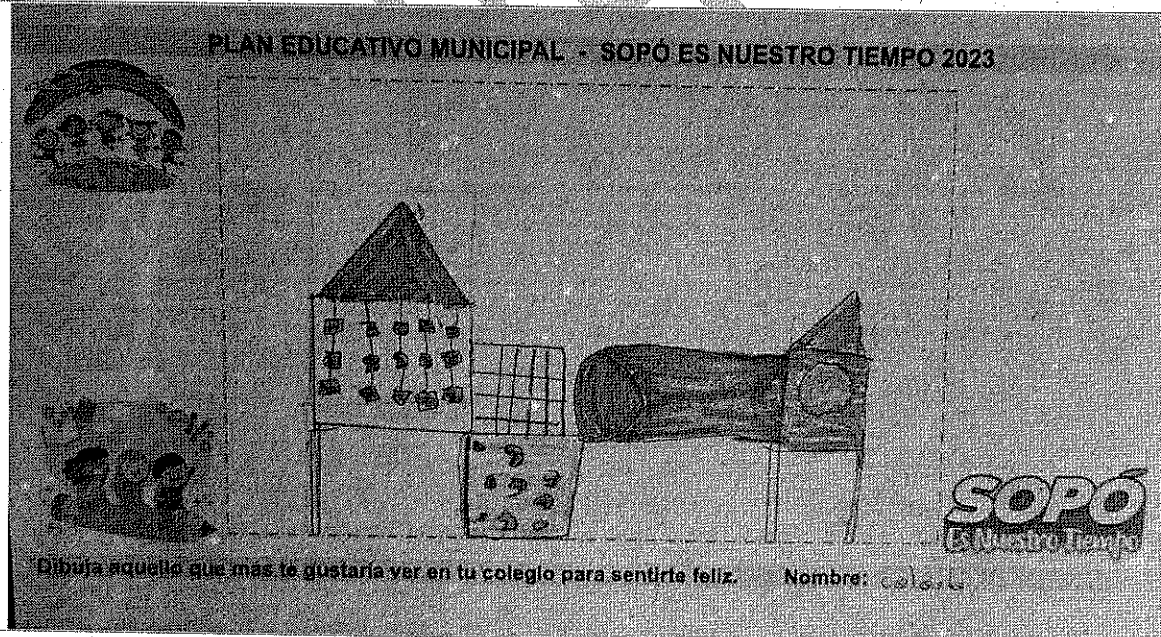 PLAN EDUCATIVO MUNICIPAL - SOPÓ ES NUESTRO TIEMPO 2023
SOPÓ
Es Nuestro Tiempo
Dibuja aquello que mas te gustaría ver en tu colegio para sentirte feliz. Nombre: